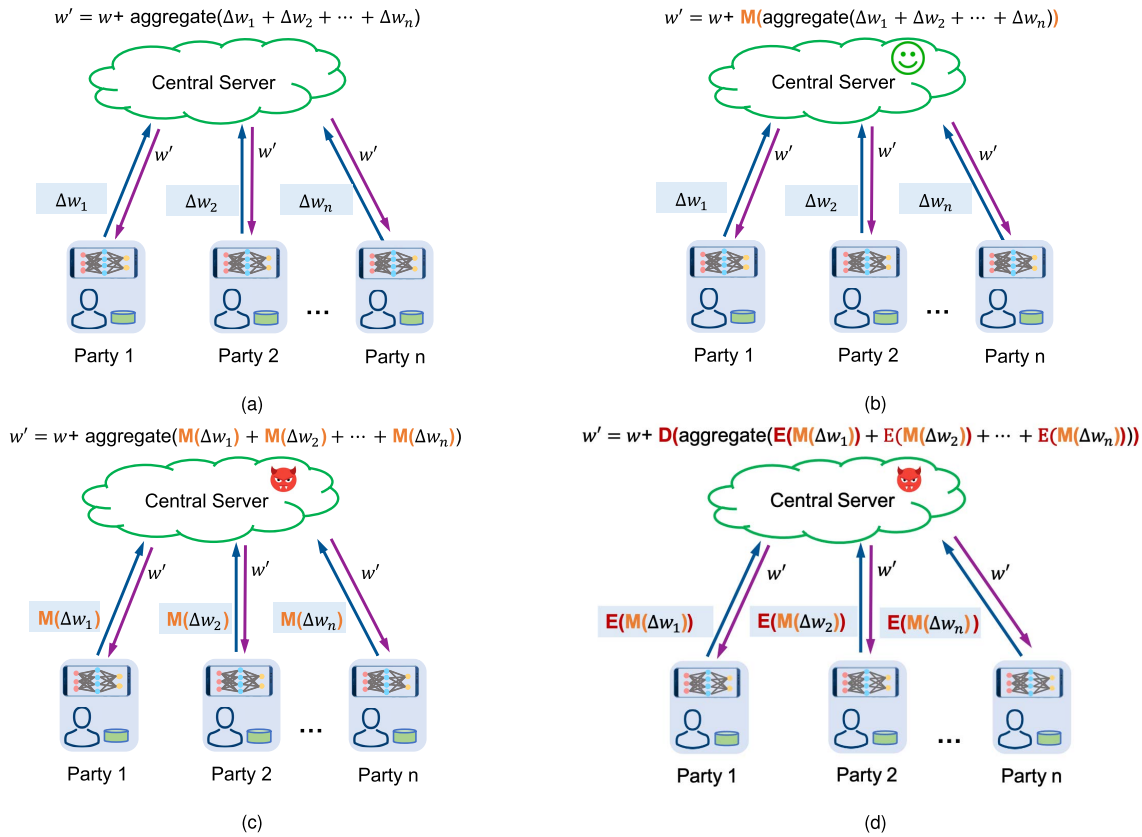 w′ = w+ aggregate(Δw₁ + Δw₂ + ⋯ + Δwₙ)
Central Server
w′ w′ w′
Δw₁ Δw₂ Δwₙ
...
Party 1 Party 2 Party n
(a)
w′ = w+ M(aggregate(Δw₁ + Δw₂ + ⋯ + Δwₙ))
Central Server
w′ w′ w′
Δw₁ Δw₂ Δwₙ
...
Party 1 Party 2 Party n
(b)
w′ = w+ aggregate(M(Δw₁) + M(Δw₂) + ⋯ + M(Δwₙ))
Central Server
w′ w′ w′
M(Δw₁) M(Δw₂) M(Δwₙ)
...
Party 1 Party 2 Party n
(c)
w′ = w+ D(aggregate(E(M(Δw₁)) + E(M(Δw₂)) + ⋯ + E(M(Δwₙ))))
Central Server
w′ w′ w′
E(M(Δw₁)) E(M(Δw₂)) E(M(Δwₙ))
...
Party 1 Party 2 Party n
(d)